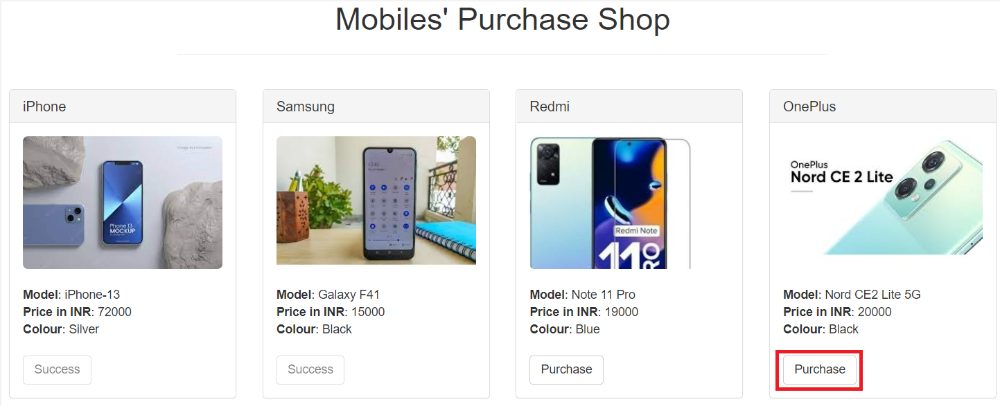 Mobiles' Purchase Shop
iPhone
Phone 13
MOCKUP
Model: iPhone-13
Price in INR: 72000
Colour: Silver
Success
Samsung
13:45
Model: Galaxy F41
Price in INR: 15000
Colour: Black
Success
Redmi
Redmi Note
11 PRO
Model: Note 11 Pro
Price in INR: 19000
Colour: Blue
Purchase
OnePlus
OnePlus
Nord CE 2 Lite
Model: Nord CE2 Lite 5G
Price in INR: 20000
Colour: Black
Purchase